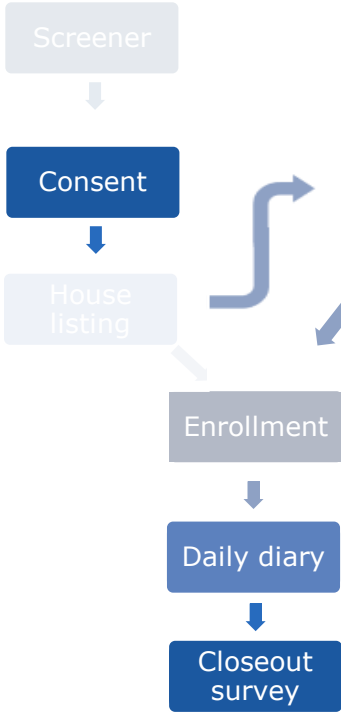 Screener
Consent
House
listing
Enrollment
Daily diary
Closeout
survey